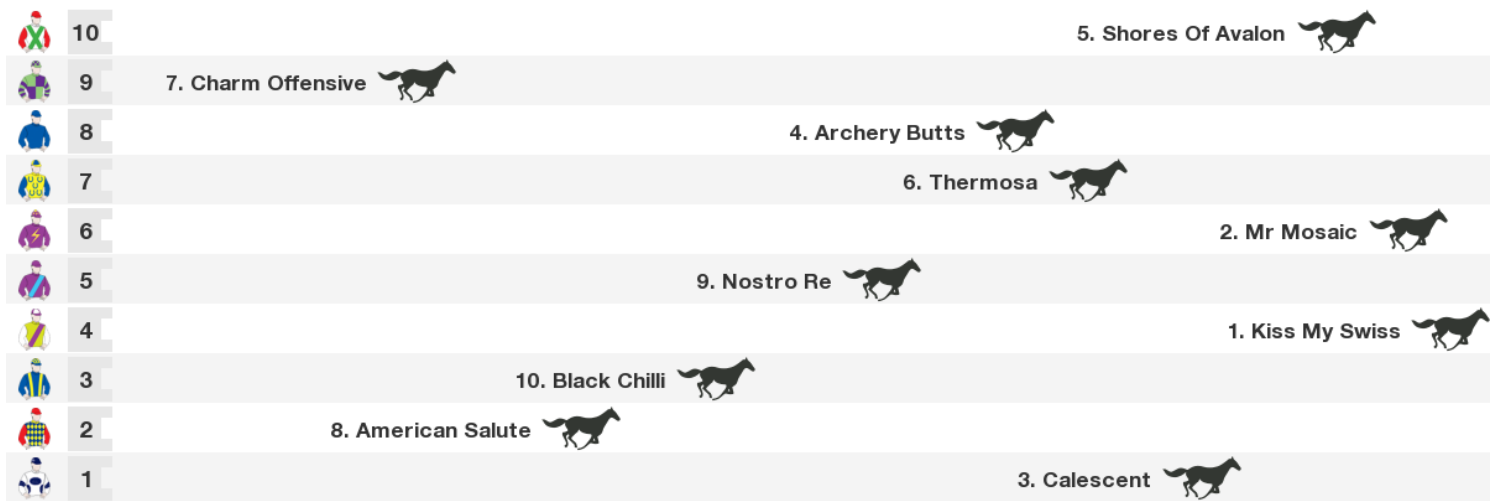 10 5. Shores Of Avalon
9 7. Charm Offensive
8 4. Archery Butts
7 6. Thermosa
6 2. Mr Mosaic
5 9. Nostro Re
4 1. Kiss My Swiss
3 10. Black Chilli
2 8. American Salute
1 3. Calescent